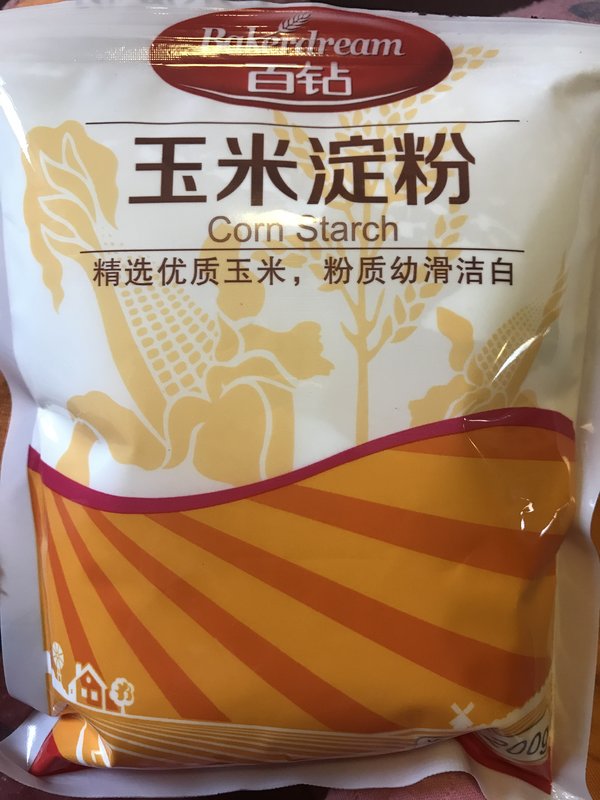 Bakerdream
百钻
玉米淀粉
Corn Starch
精选优质玉米，粉质幼滑洁白